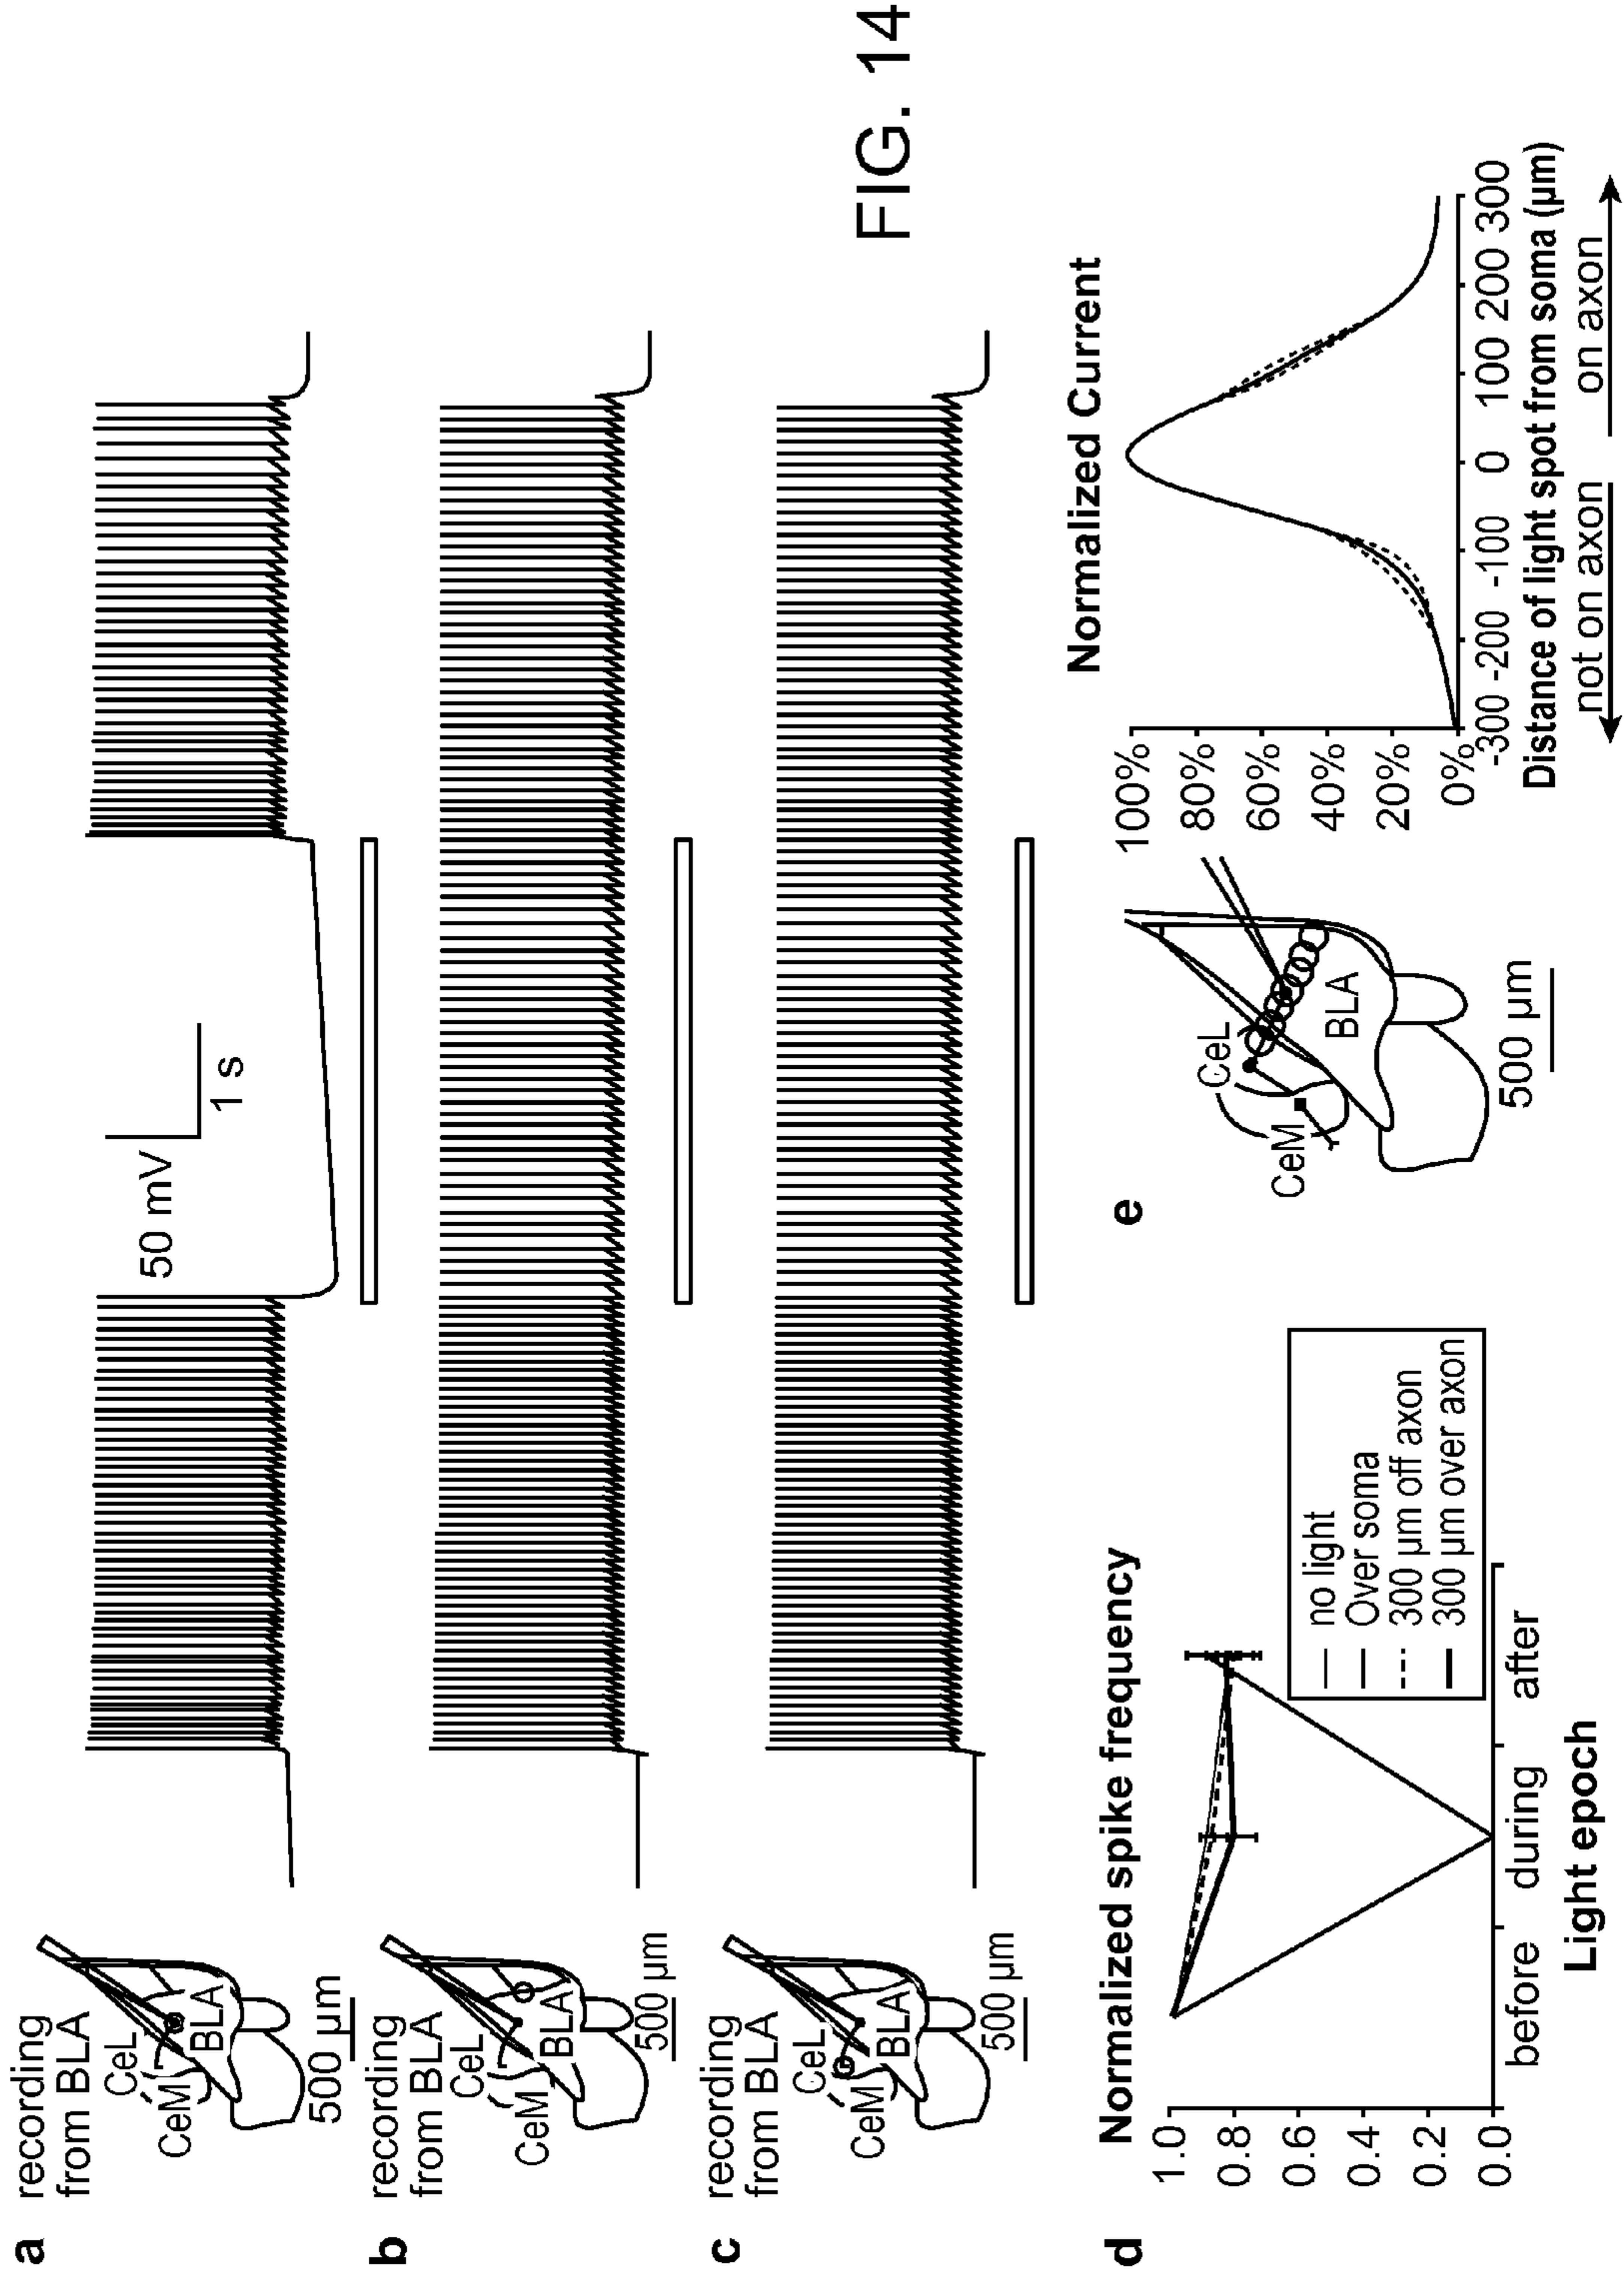 a
recording
from BLA
CeL
CeM
BLA
500 µm
50 mV
1 s
b
recording
from BLA
CeL
CeM
BLA
500 µm
c
recording
from BLA
CeL
CeM
BLA
500 µm
FIG. 14
d
Normalized spike frequency
1.0
0.8
0.6
0.4
0.2
0.0
before during after
Light epoch
no light
Over soma
300 µm off axon
300 µm over axon
e
CeL
CeM
BLA
500 µm
Normalized Current
100%
80%
60%
40%
20%
0%
-300 -200 -100 0 100 200 300
Distance of light spot from soma (µm)
not on axon on axon